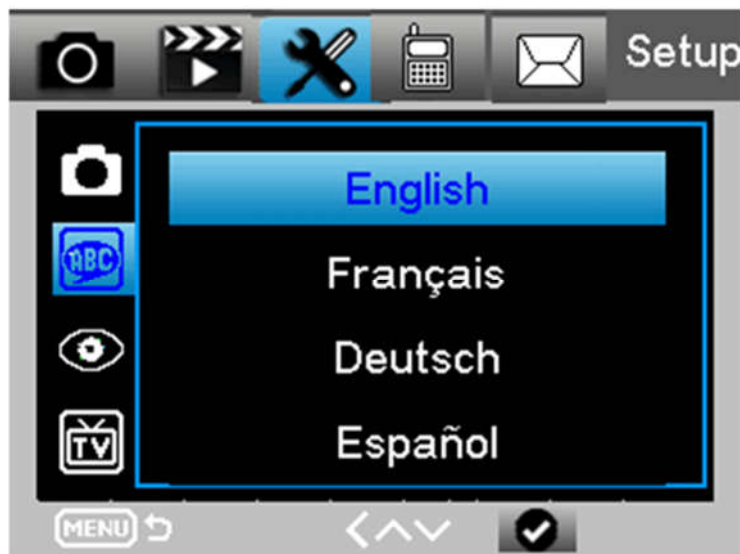 Setup
English
ABC
Français
Deutsch
TV
Español
MENU